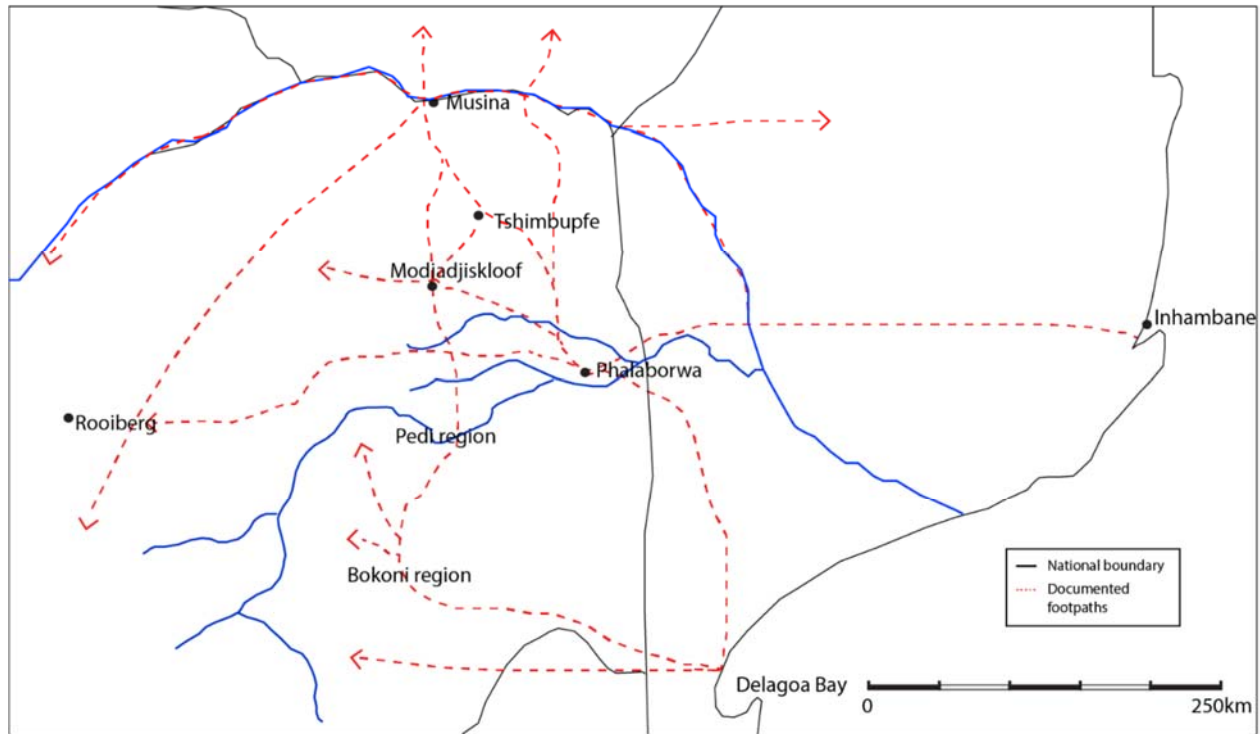 Musina
Tshimbupfe
Modjadjiskloof
Inhambane
Phalaborwa
Rooiberg
Pedi region
Bokoni region
National boundary
Documented
footpaths
Delagoa Bay
0
250km